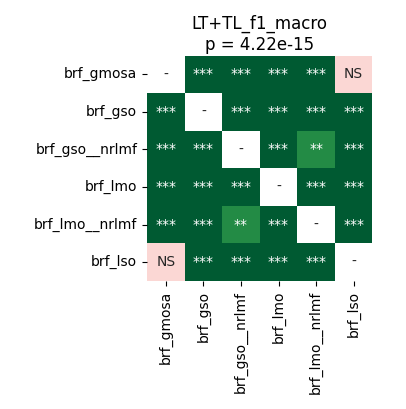 LT+TL_f1_macro
p = 4.22e-15
brf_gmosa - *** *** *** *** NS
brf_gso *** - *** *** *** ***
brf_gso__nrlmf *** *** - *** ** ***
brf_lmo *** *** *** - *** ***
brf_lmo__nrlmf *** *** ** *** - ***
brf_lso NS *** *** *** *** -
brf_gmosa
brf_gso
brf_gso__nrlmf
brf_lmo
brf_lmo__nrlmf
brf_lso